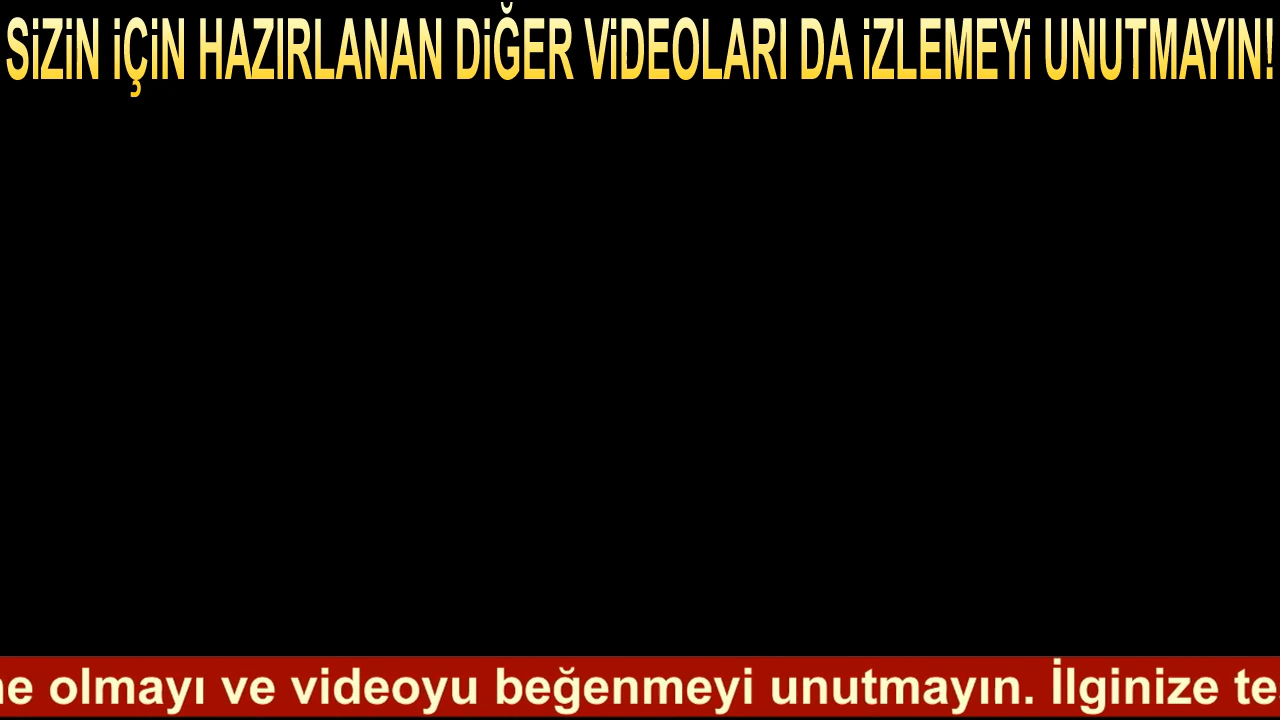 SiZiN iÇiN HAZIRLANAN DiĞER ViDEOLARI DA iZLEMEYi UNUTMAYIN!
olmayı ve videoyu beğenmeyi unutmayın. İlginize